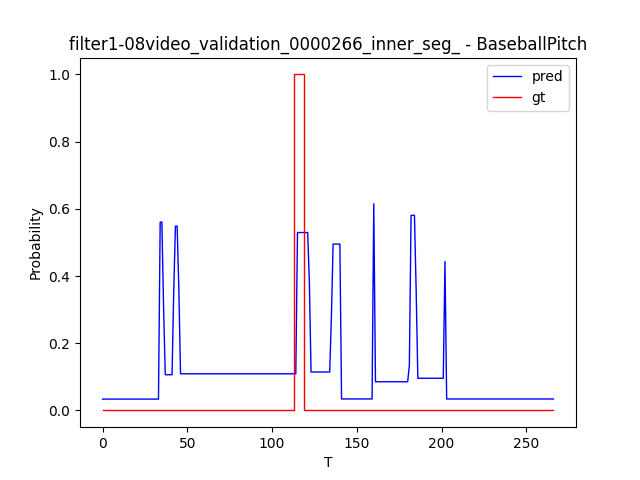 filter1-08video_validation_0000266_inner_seg_ - BaseballPitch
pred
gt
1.0
0.8
0.6
0.4
0.2
0.0
Probability
0
50
100
150
200
250
T